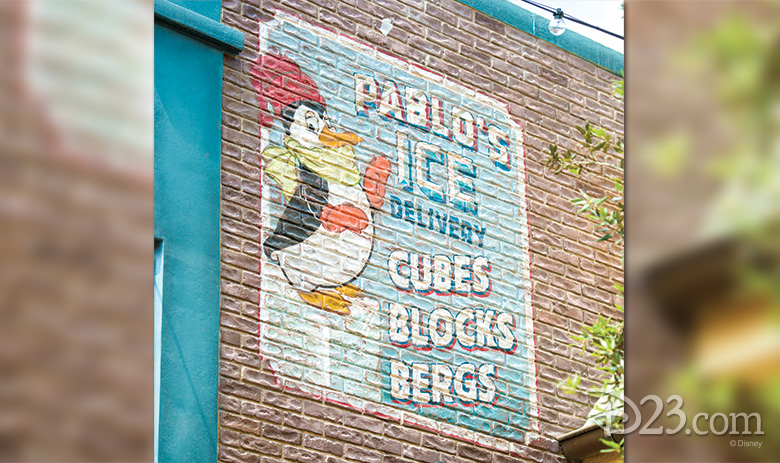 PABLO'S
ICE
DELIVERY
CUBES
BLOCKS
BERGS
D23.com
©Disney